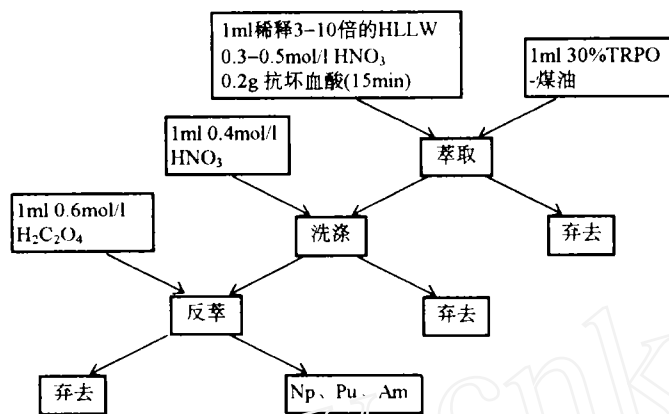 1ml稀释3-10倍的HLLW
0.3-0.5mol/l HNO₃
0.2g 抗坏血酸(15min)
1ml 30%TRPO
-煤油
1ml 0.4mol/l
HNO₃
萃取
1ml 0.6mol/l
H₂C₂O₄
洗涤
弃去
反萃
弃去
弃去
Np、Pu、Am
cnk